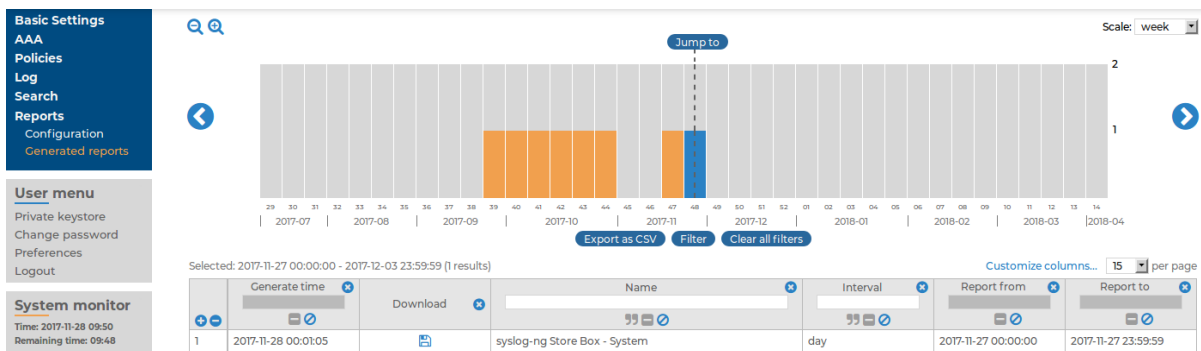 Basic Settings
AAA
Policies
Log
Search
Reports
Configuration
Generated reports
User menu
Private keystore
Change password
Preferences
Logout
System monitor
Time: 2017-11-28 09:50
Remaining time: 09:48
Scale: week
Jump to
2
1
29 30 31 32 33 34 35 36 37 38 39 40 41 42 43 44 45 46 47 48 49 50 51 52 01 02 03 04 05 06 07 08 09 10 11 12 13 14
2017-07 2017-08 2017-09 2017-10 2017-11 2017-12 2018-01 2018-02 2018-03 2018-04
Export as CSV Filter Clear all filters
Selected: 2017-11-27 00:00:00 - 2017-12-03 23:59:59 (1 results) Customize columns... 15 per page
Generate time Download Name Interval Report from Report to
1 2017-11-28 00:01:05 syslog-ng Store Box - System day 2017-11-27 00:00:00 2017-11-27 23:59:59